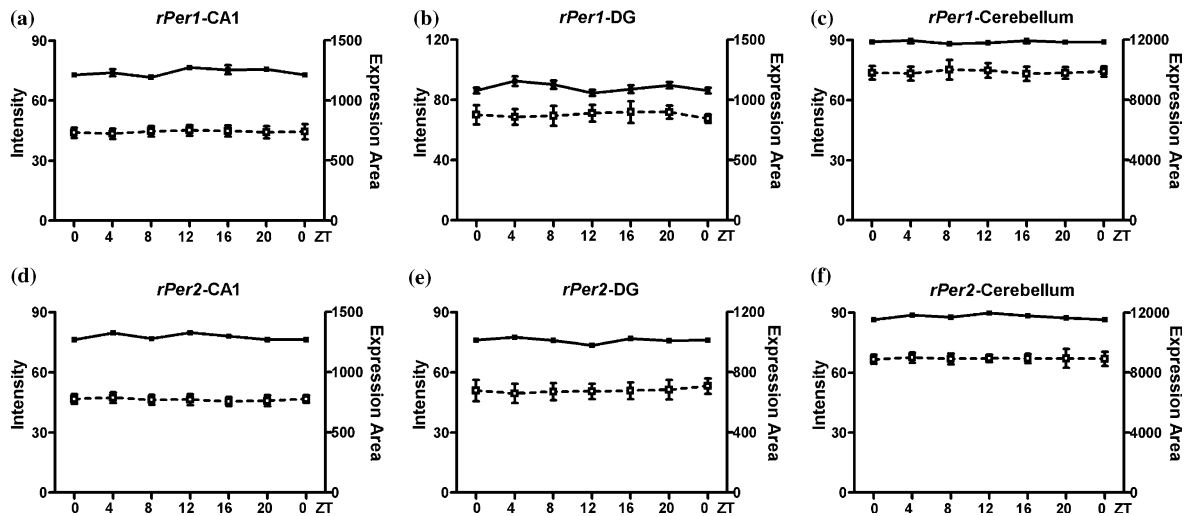 (a)
rPer1-CA1
90
60
30
0
Intensity
1500
1000
500
0
Expression Area
0 4 8 12 16 20 0 ZT
(b)
rPer1-DG
120
80
40
0
Intensity
1500
1000
500
0
Expression Area
0 4 8 12 16 20 0 ZT
(c)
rPer1-Cerebellum
90
60
30
0
Intensity
12000
8000
4000
0
Expression Area
0 4 8 12 16 20 0 ZT
(d)
rPer2-CA1
90
60
30
0
Intensity
1500
1000
500
0
Expression Area
0 4 8 12 16 20 0 ZT
(e)
rPer2-DG
90
60
30
0
Intensity
1200
800
400
0
Expression Area
0 4 8 12 16 20 0 ZT
(f)
rPer2-Cerebellum
90
60
30
0
Intensity
12000
8000
4000
0
Expression Area
0 4 8 12 16 20 0 ZT